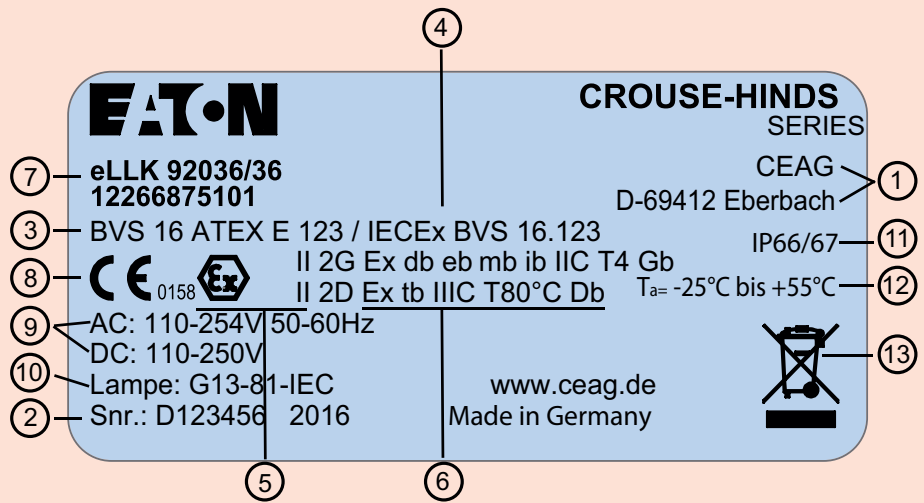 4
EATON
CROUSE-HINDS
SERIES
7
eLLK 92036/36
12266875101
CEAG
D-69412 Eberbach
1
3
BVS 16 ATEX E 123 / IECEx BVS 16.123
IP66/67
11
8
CE 0158 Ex
II 2G Ex db eb mb ib IIC T4 Gb
II 2D Ex tb IIIC T80°C Db
Ta= -25°C bis +55°C
12
9
AC: 110-254V 50-60Hz
DC: 110-250V
13
10
Lampe: G13-81-IEC
www.ceag.de
2
Snr.: D123456 2016
Made in Germany
5
6